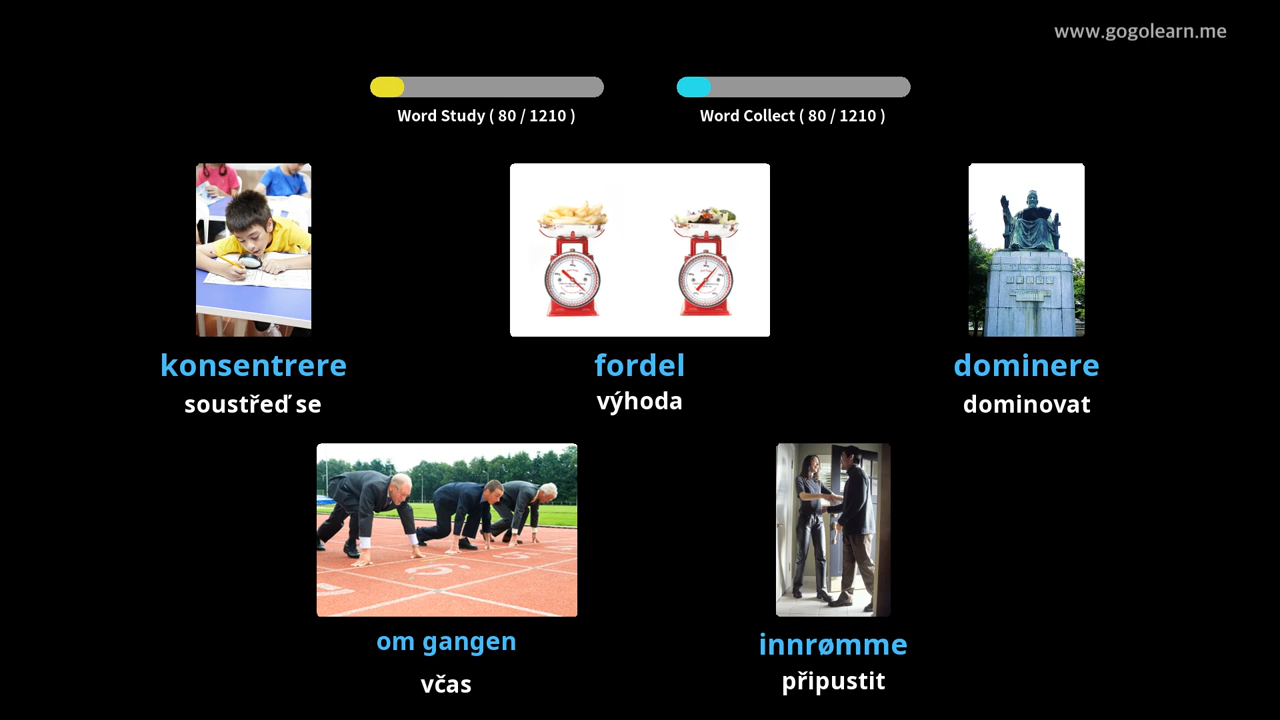 www.gogolearn.me
Word Study ( 80 / 1210 )
Word Collect ( 80 / 1210 )
konsentrere
soustřeď se
fordel
výhoda
dominere
dominovat
om gangen
včas
innrømme
připustit